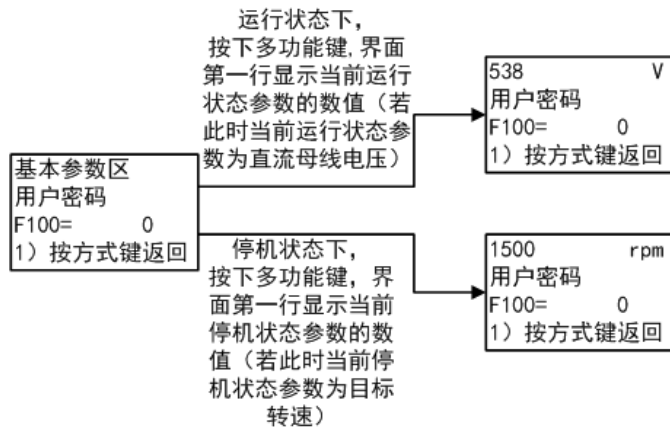 运行状态下，
按下多功能键，界面
第一行显示当前运行
状态参数的数值（若
此时当前运行状态参
数为直流母线电压）
538 V
用户密码
F100= 0
1）按方式键返回
基本参数区
用户密码
F100= 0
1）按方式键返回
停机状态下，
按下多功能键，界
面第一行显示当前
停机状态参数的数
值（若此时当前停
机状态参数为目标
转速）
1500 rpm
用户密码
F100= 0
1）按方式键返回